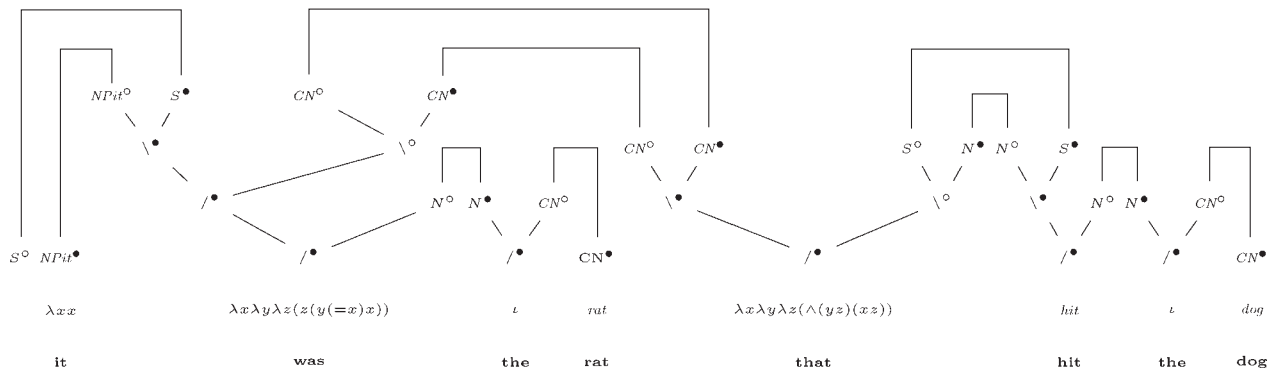 CN° CN●
NPit° S●
\● \° CN° CN● S° N● N° S●
/● N° N● CN° \● \° \● N° N● CN°
S° NPit● /● /● CN● /● /● /● CN●
λxx λxλyλz(z(y(=x)x)) ι rat λxλyλz(∧(yz)(xz)) hit ι dog
it was the rat that hit the dog